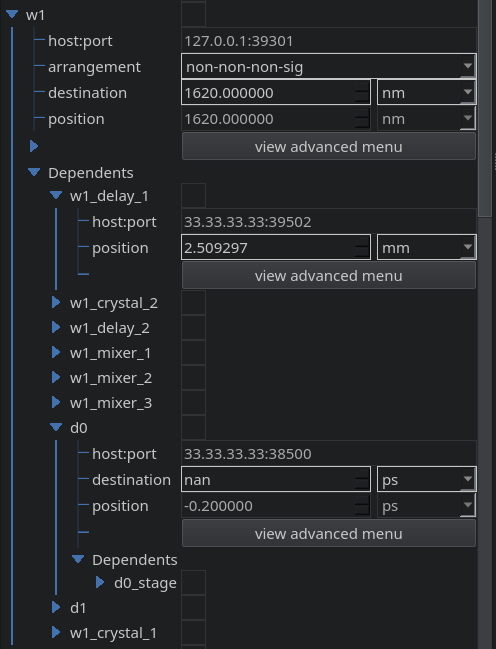 w1
host:port 127.0.0.1:39301
arrangement non-non-non-sig
destination 1620.000000 nm
position 1620.000000 nm
view advanced menu
Dependents
w1_delay_1
host:port 33.33.33.33:39502
position 2.509297 mm
view advanced menu
w1_crystal_2
w1_delay_2
w1_mixer_1
w1_mixer_2
w1_mixer_3
d0
host:port 33.33.33.33:38500
destination nan ps
position -0.200000 ps
view advanced menu
Dependents
d0_stage
d1
w1_crystal_1